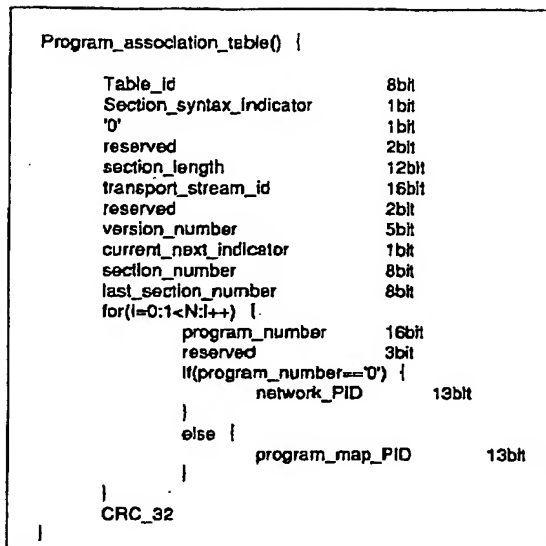 Program_association_table() {
Table_id 8bit
Section_syntax_indicator 1bit
'0' 1bit
reserved 2bit
section_length 12bit
transport_stream_id 16bit
reserved 2bit
version_number 5bit
current_next_indicator 1bit
section_number 8bit
last_section_number 8bit
for(i=0:1<N:i++) {
program_number 16bit
reserved 3bit
if(program_number=='0') {
network_PID 13bit
}
else {
program_map_PID 13bit
}
}
CRC_32
}